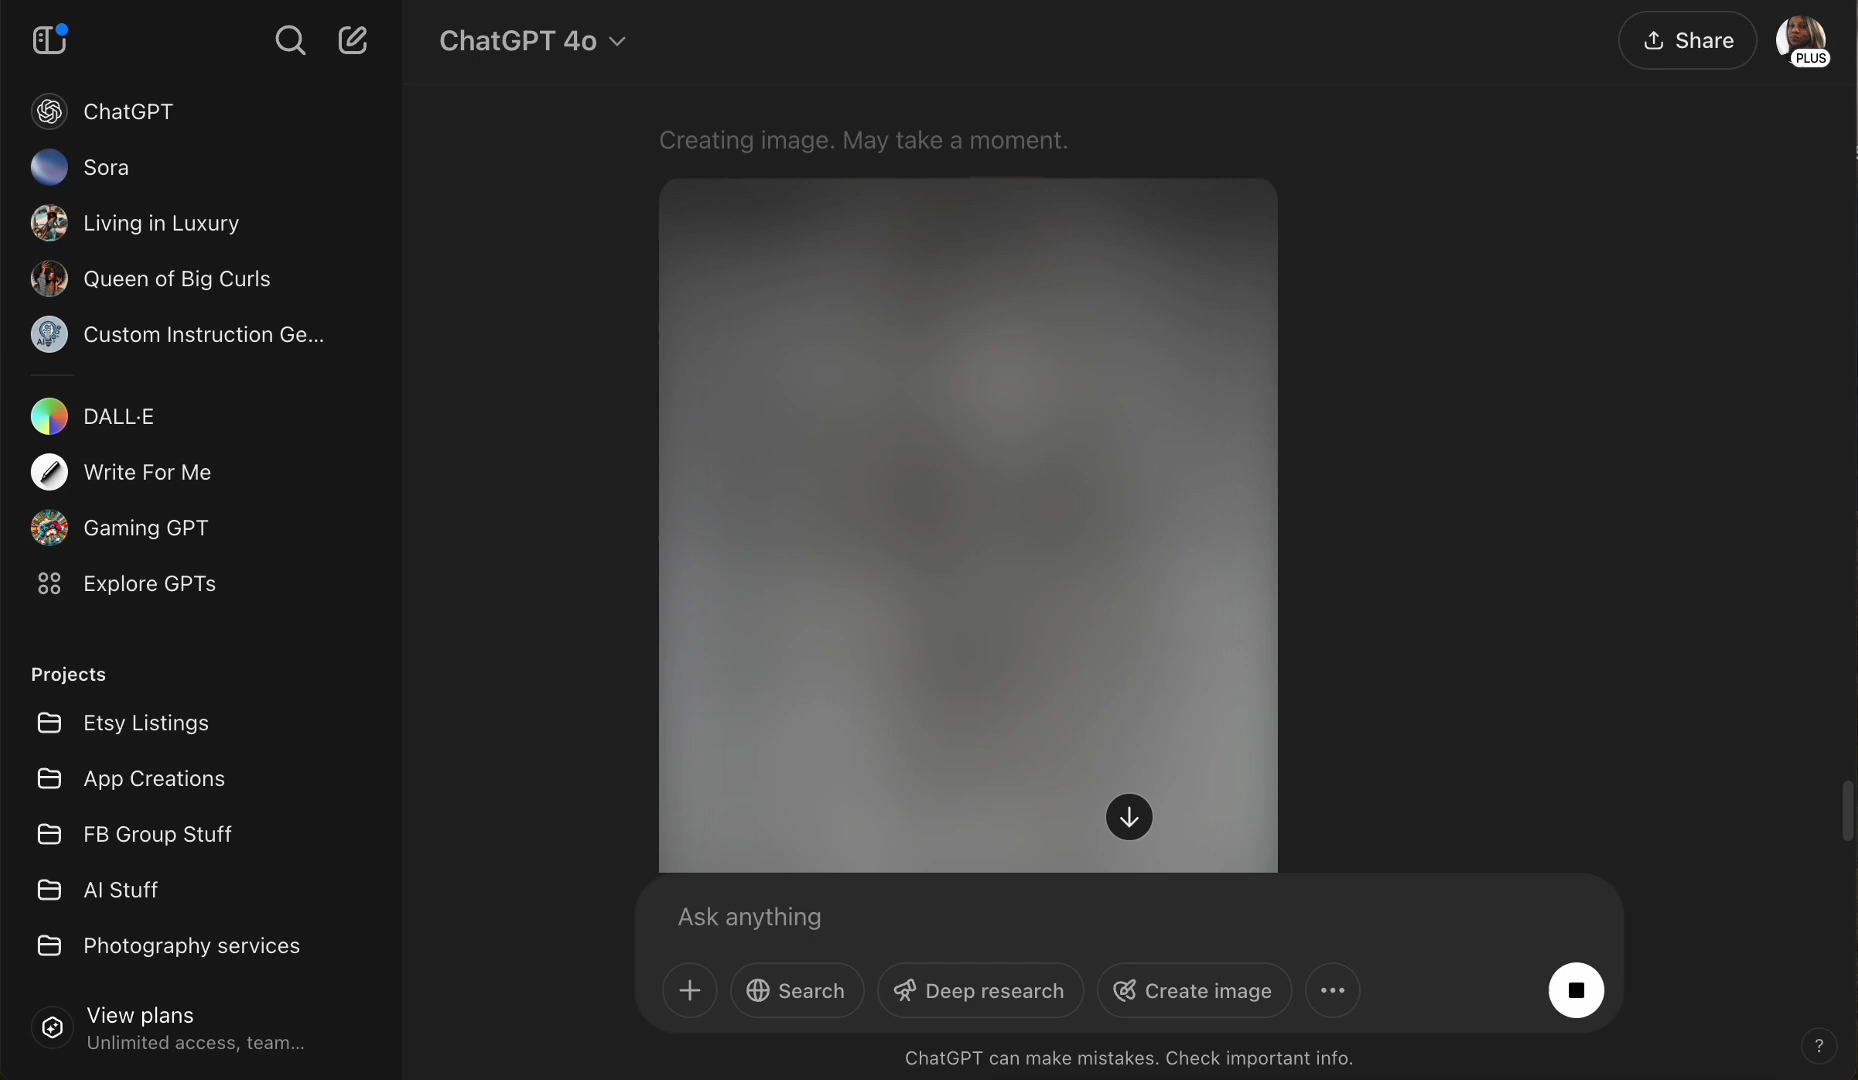 ChatGPT 4o
Share
PLUS
ChatGPT
Sora
Living in Luxury
Queen of Big Curls
Custom Instruction Ge...
DALL·E
Write For Me
Gaming GPT
Explore GPTs
Projects
Etsy Listings
App Creations
FB Group Stuff
AI Stuff
Photography services
View plans
Unlimited access, team...
Creating image. May take a moment.
Ask anything
Search
Deep research
Create image
ChatGPT can make mistakes. Check important info.
?